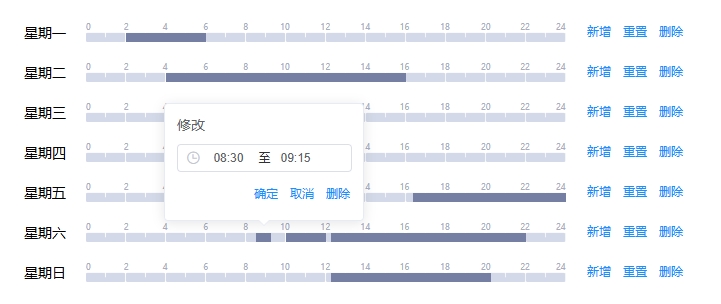 星期一 0 2 4 6 8 10 12 14 16 18 20 22 24 新增 重置 删除
星期二 0 2 4 6 8 10 12 14 16 18 20 22 24 新增 重置 删除
星期三 0 2 4 6 8 10 12 14 16 18 20 22 24 新增 重置 删除
修改
星期四 0 2 14 16 18 20 22 24 新增 重置 删除
08:30 至 09:15
星期五 0 2 14 16 18 20 22 24 新增 重置 删除
确定 取消 删除
星期六 0 2 4 6 8 10 12 14 16 18 20 22 24 新增 重置 删除
星期日 0 2 4 6 8 10 12 14 16 18 20 22 24 新增 重置 删除